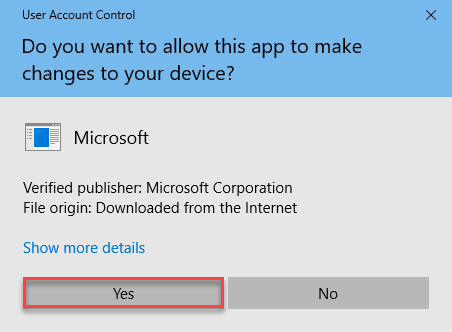 User Account Control
Do you want to allow this app to make
changes to your device?
Microsoft
Verified publisher: Microsoft Corporation
File origin: Downloaded from the Internet
Show more details
Yes
No